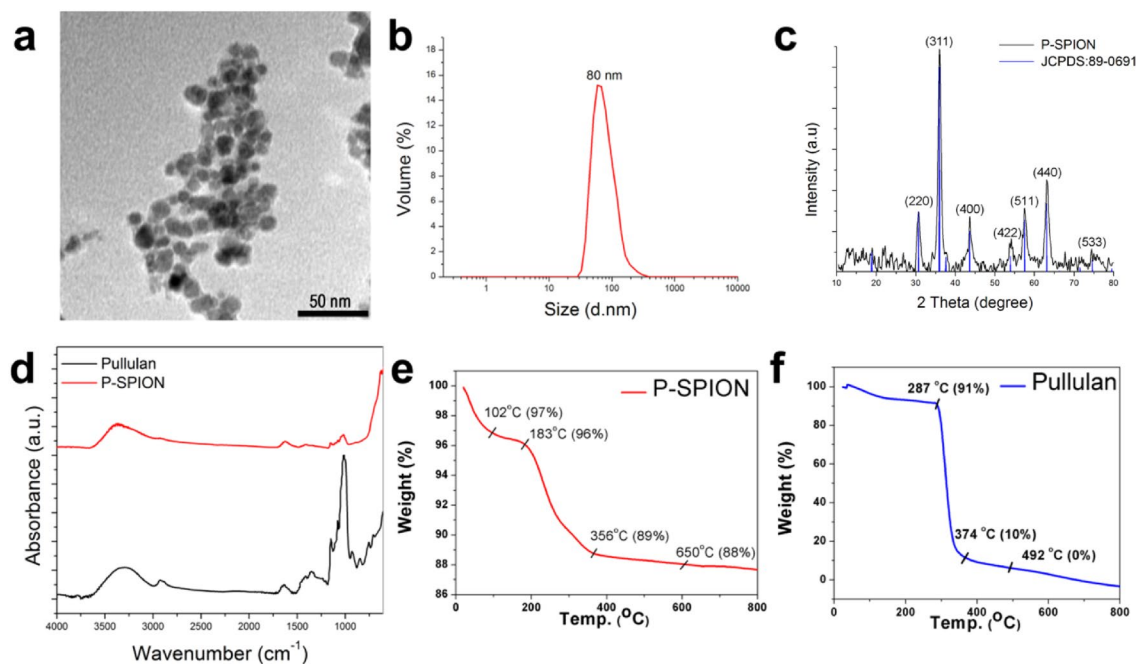 a
50 nm
b
80 nm
18
16
14
12
10
8
6
4
2
0
Volume (%)
1
10
100
1000
10000
Size (d.nm)
c
(311)
P-SPION
JCPDS:89-0691
(220)
(400)
(422)
(511)
(440)
(533)
Intensity (a.u)
10 20 30 40 50 60 70 80
2 Theta (degree)
d
Pullulan
P-SPION
Absorbance (a.u.)
4000 3500 3000 2500 2000 1500 1000
Wavenumber (cm⁻¹)
e
P-SPION
100
98
96
94
92
90
88
86
102°C (97%)
183°C (96%)
356°C (89%)
650°C (88%)
Weight (%)
0 200 400 600 800
Temp. (°C)
f
Pullulan
100
80
60
40
20
0
287 °C (91%)
374 °C (10%)
492 °C (0%)
Weight (%)
0 200 400 600 800
Temp. (°C)